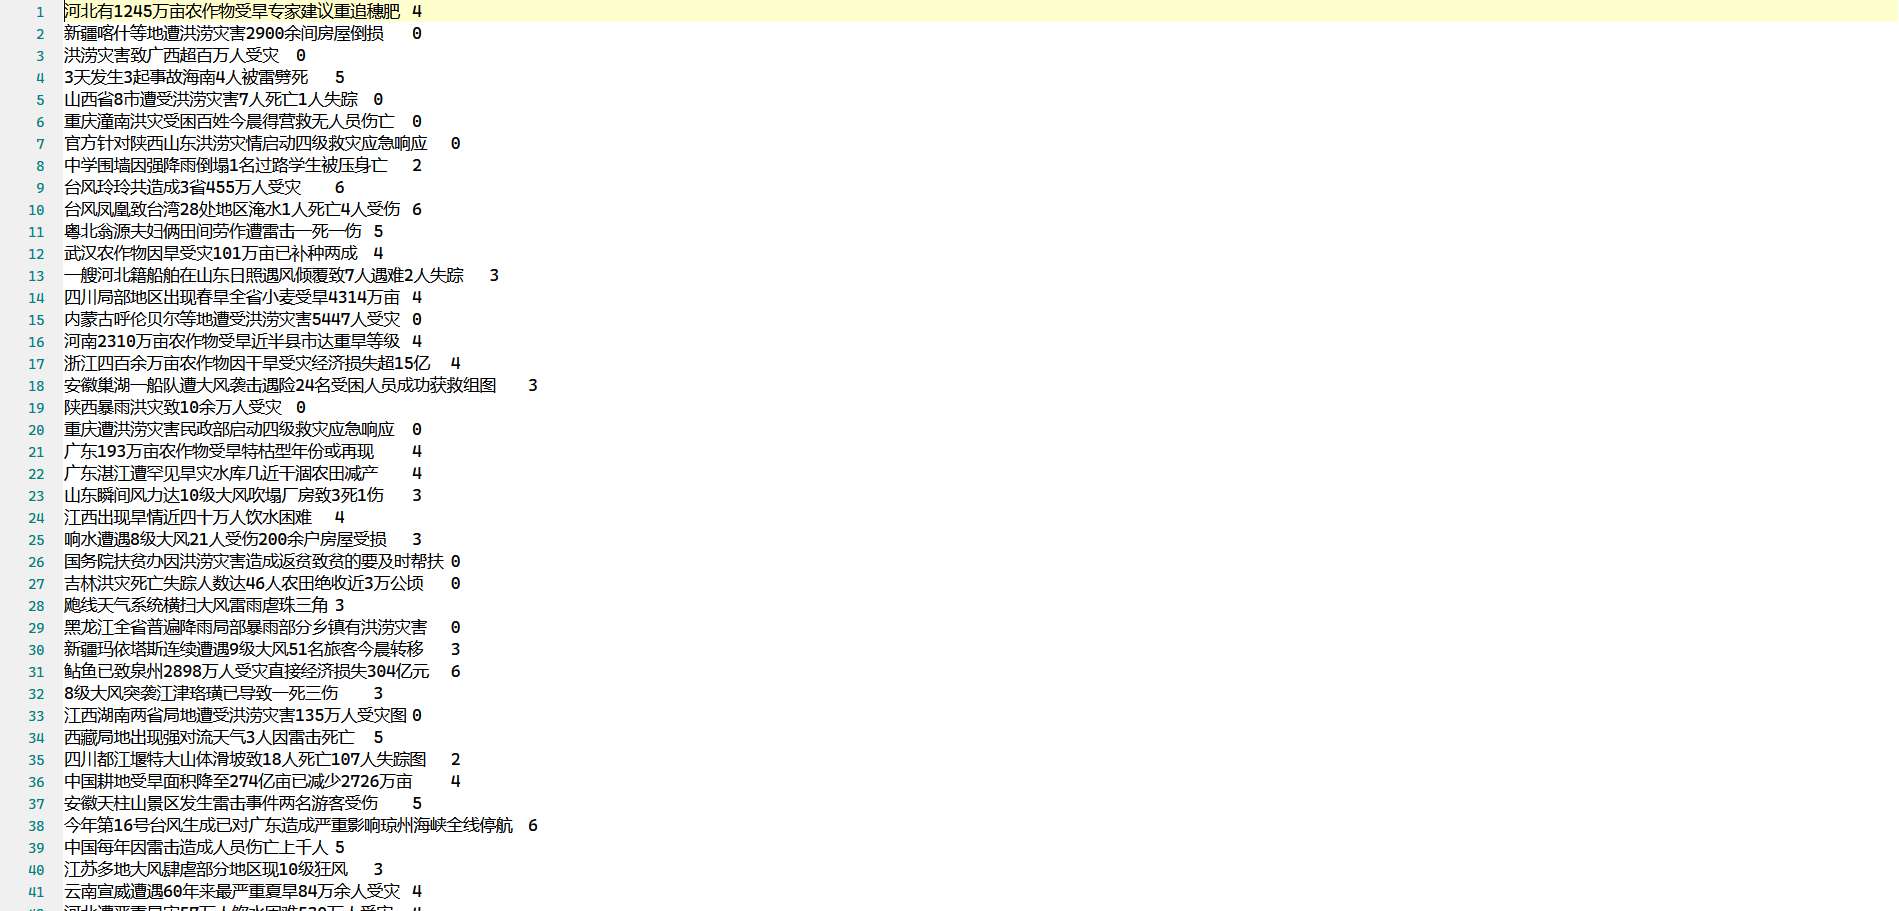 1 河北有1245万亩农作物受旱专家建议重追穗肥 4
2 新疆喀什等地遭洪涝灾害2900余间房屋倒损 0
3 洪涝灾害致广西超百万人受灾 0
4 3天发生3起事故海南4人被雷劈死 5
5 山西省8市遭受洪涝灾害7人死亡1人失踪 0
6 重庆潼南洪灾受困百姓今晨得营救无人员伤亡 0
7 官方针对陕西山东洪涝灾情启动四级救灾应急响应 0
8 中学围墙因强降雨倒塌1名过路学生被压身亡 2
9 台风玲玲共造成3省455万人受灾 6
10 台风凤凰致台湾28处地区淹水1人死亡4人受伤 6
11 粤北翁源夫妇俩田间劳作遭雷击一死一伤 5
12 武汉农作物因旱受灾101万亩已补种两成 4
13 一艘河北籍船舶在山东日照遇风倾覆致7人遇难2人失踪 3
14 四川局部地区出现春旱全省小麦受旱4314万亩 4
15 内蒙古呼伦贝尔等地遭受洪涝灾害5447人受灾 0
16 河南2310万亩农作物受旱近半县市达重旱等级 4
17 浙江四百余万亩农作物因干旱受灾经济损失超15亿 4
18 安徽巢湖一船队遭大风袭击遇险24名受困人员成功获救组图 3
19 陕西暴雨洪灾致10余万人受灾 0
20 重庆遭洪涝灾害民政部启动四级救灾应急响应 0
21 广东193万亩农作物受旱特枯型年份或再现 4
22 广东湛江遭罕见旱灾水库几近干涸农田减产 4
23 山东瞬间风力达10级大风吹塌厂房致3死1伤 3
24 江西出现旱情近四十万人饮水困难 4
25 响水遭遇8级大风21人受伤200余户房屋受损 3
26 国务院扶贫办因洪涝灾害造成返贫致贫的要及时帮扶 0
27 吉林洪灾死亡失踪人数达46人农田绝收近3万公顷 0
28 飑线天气系统横扫大风雷雨虐珠三角 3
29 黑龙江全省普遍降雨局部暴雨部分乡镇有洪涝灾害 0
30 新疆玛依塔斯连续遭遇9级大风51名旅客今晨转移 3
31 鲇鱼已致泉州2898万人受灾直接经济损失304亿元 6
32 8级大风突袭江津珞璜已导致一死三伤 3
33 江西湖南两省局地遭受洪涝灾害135万人受灾图 0
34 西藏局地出现强对流天气3人因雷击死亡 5
35 四川都江堰特大山体滑坡致18人死亡107人失踪图 2
36 中国耕地受旱面积降至274亿亩已减少2726万亩 4
37 安徽天柱山景区发生雷击事件两名游客受伤 5
38 今年第16号台风生成已对广东造成严重影响琼州海峡全线停航 6
39 中国每年因雷击造成人员伤亡上千人 5
40 江苏多地大风肆虐部分地区现10级狂风 3
41 云南宣威遭遇60年来最严重夏旱84万余人受灾 4